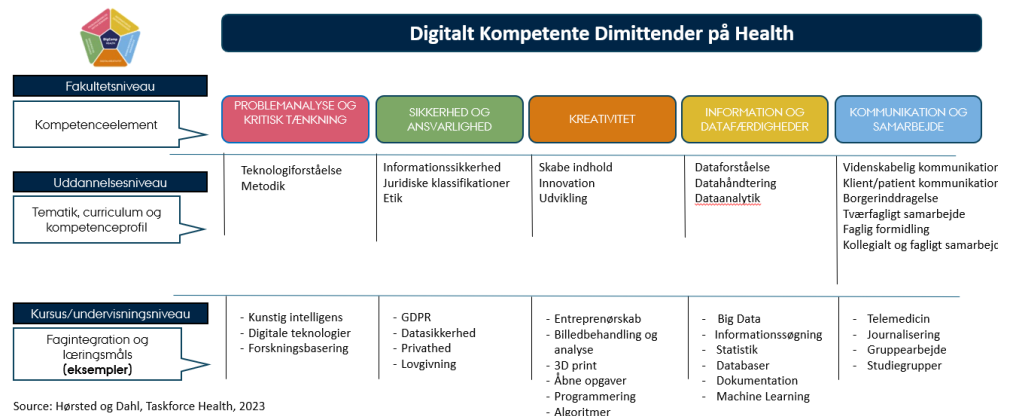 Digitalt Kompetente Dimittender på Health
Fakultetsniveau
Kompetenceelement
PROBLEMANALYSE OG
KRITISK TÆNKNING
SIKKERHED OG
ANSVARLIGHED
KREATIVITET
INFORMATION OG
DATAFÆRDIGHEDER
KOMMUNIKATION OG
SAMARBEJDE
Uddannelsesniveau
Tematik, curriculum og
kompetenceprofil
Teknologiforståelse
Metodik
Informationssikkerhed
Juridiske klassifikationer
Etik
Skabe indhold
Innovation
Udvikling
Dataforståelse
Datahåndtering
Dataanalytik
Videnskabelig kommunikation
Klient/patient kommunikation
Borgerinddragelse
Tværfagligt samarbejde
Faglig formidling
Kollegialt og fagligt samarbejd
Kursus/undervisningsniveau
Fagintegration og
læringsmåls
(eksempler)
- Kunstig intelligens
- Digitale teknologier
- Forskningsbasering
- GDPR
- Datasikkerhed
- Privathed
- Lovgivning
- Entreprenørskab
- Billedbehandling og
analyse
- 3D print
- Åbne opgaver
- Programmering
- Algoritmer
- Big Data
- Informationssøgning
- Statistik
- Databaser
- Dokumentation
- Machine Learning
- Telemedicin
- Journalisering
- Gruppearbejde
- Studiegrupper
Source: Hørsted og Dahl, Taskforce Health, 2023